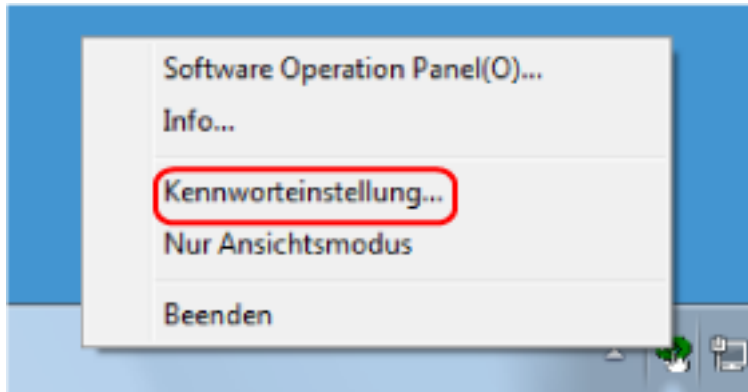 Software Operation Panel(O)...
Info...
Kennworteinstellung...
Nur Ansichtsmodus
Beenden